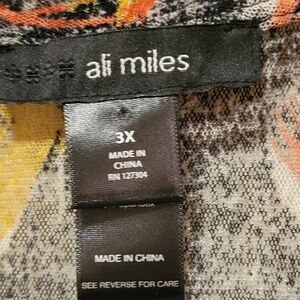 ali miles
3X
MADE IN
CHINA
RN 127304
MADE IN CHINA
SEE REVERSE FOR CARE